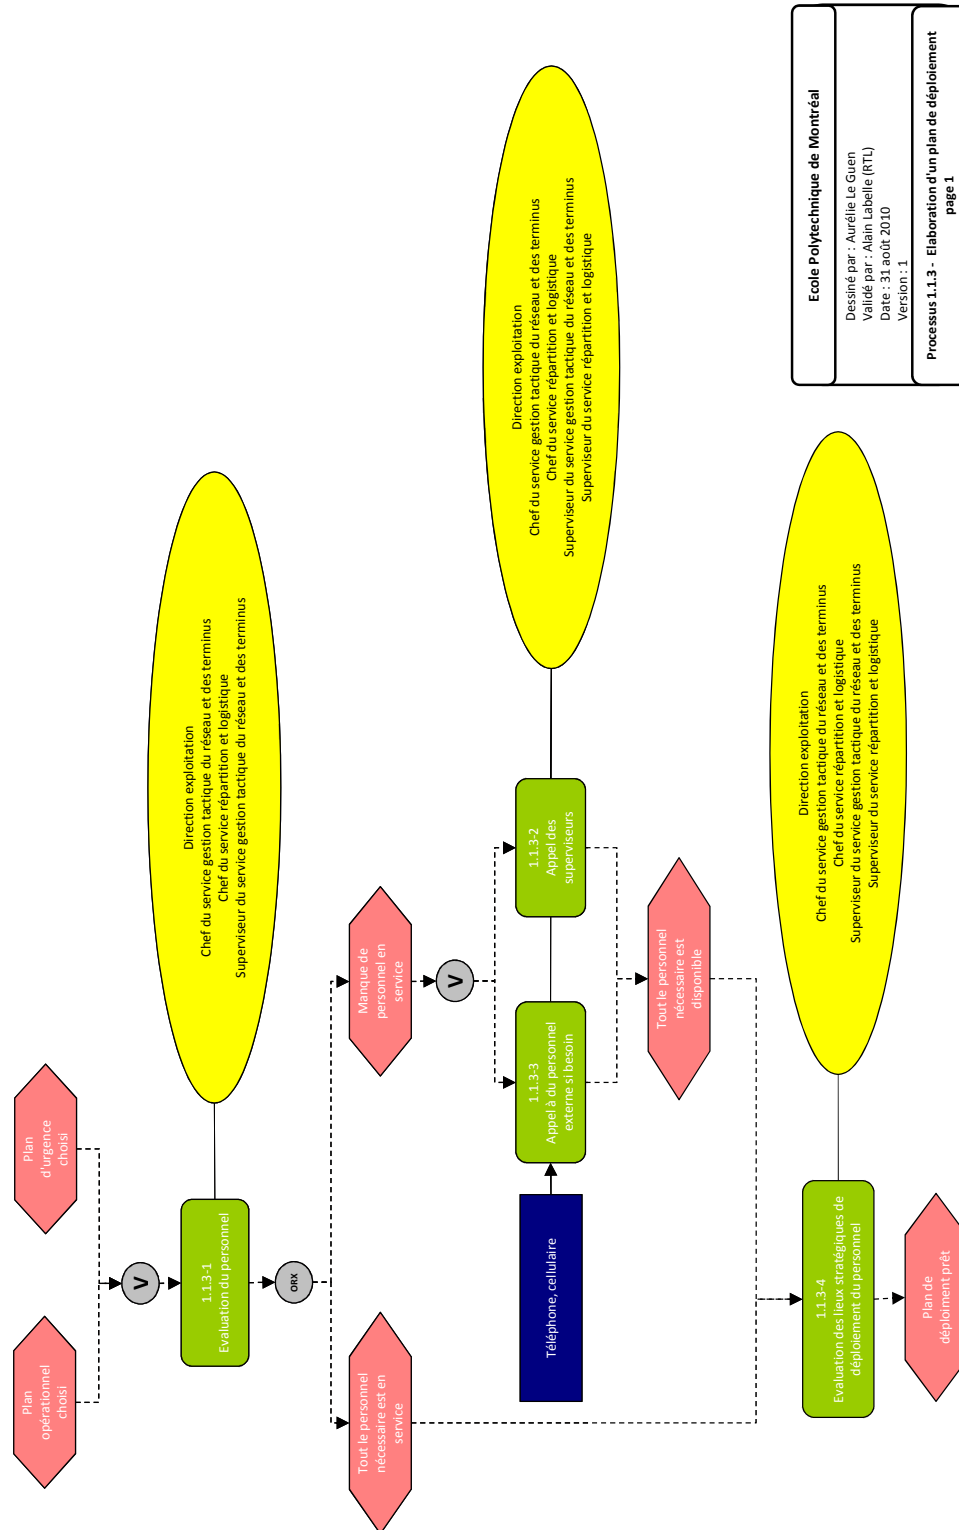 Plan
opérationnel
choisi
Plan
d'urgence
choisi
V
1.1.3-1
Evaluation du personnel
Direction exploitation
Chef du service gestion tactique du réseau et des terminus
Chef du service répartition et logistique
Superviseur du service gestion tactique du réseau et des terminus
ORX
Tout le personnel
nécessaire est en
service
Manque de
personnel en
service
V
Téléphone, cellulaire
1.1.3-3
Appel à du personnel
externe si besoin
1.1.3-2
Appel des
superviseurs
Direction exploitation
Chef du service gestion tactique du réseau et des terminus
Chef du service répartition et logistique
Superviseur du service gestion tactique du réseau et des terminus
Superviseur du service répartition et logistique
Tout le personnel
nécessaire est
disponible
1.1.3-4
Evaluation des lieux stratégiques de
déploiement du personnel
Direction exploitation
Chef du service gestion tactique du réseau et des terminus
Chef du service répartition et logistique
Superviseur du service gestion tactique du réseau et des terminus
Superviseur du service répartition et logistique
Plan de
déploiment prêt
Ecole Polytechnique de Montréal
Dessiné par : Aurélie Le Guen
Validé par : Alain Labelle (RTL)
Date : 31 août 2010
Version : 1
Processus 1.1.3 - Elaboration d'un plan de déploiement
page 1